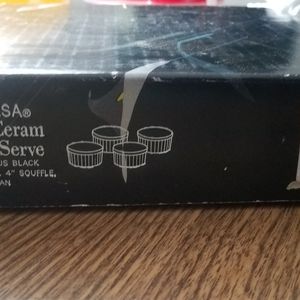 SA®
Ceram
Serve
US BLACK
4" SOUFFLE,
AN